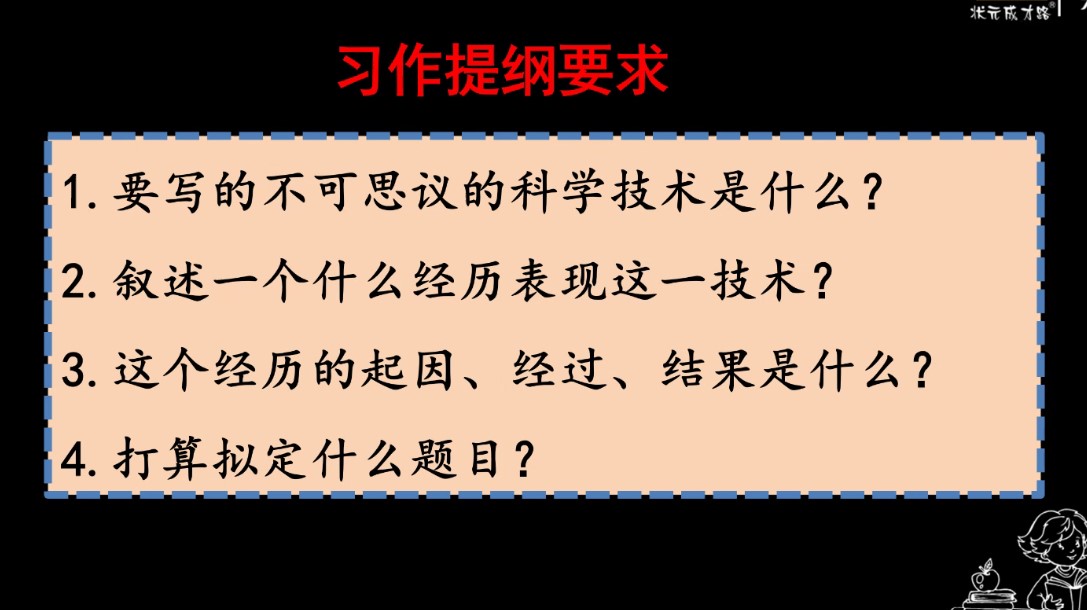 状元成才路
习作提纲要求
1.要写的不可思议的科学技术是什么？
2.叙述一个什么经历表现这一技术？
3.这个经历的起因、经过、结果是什么？
4.打算拟定什么题目？